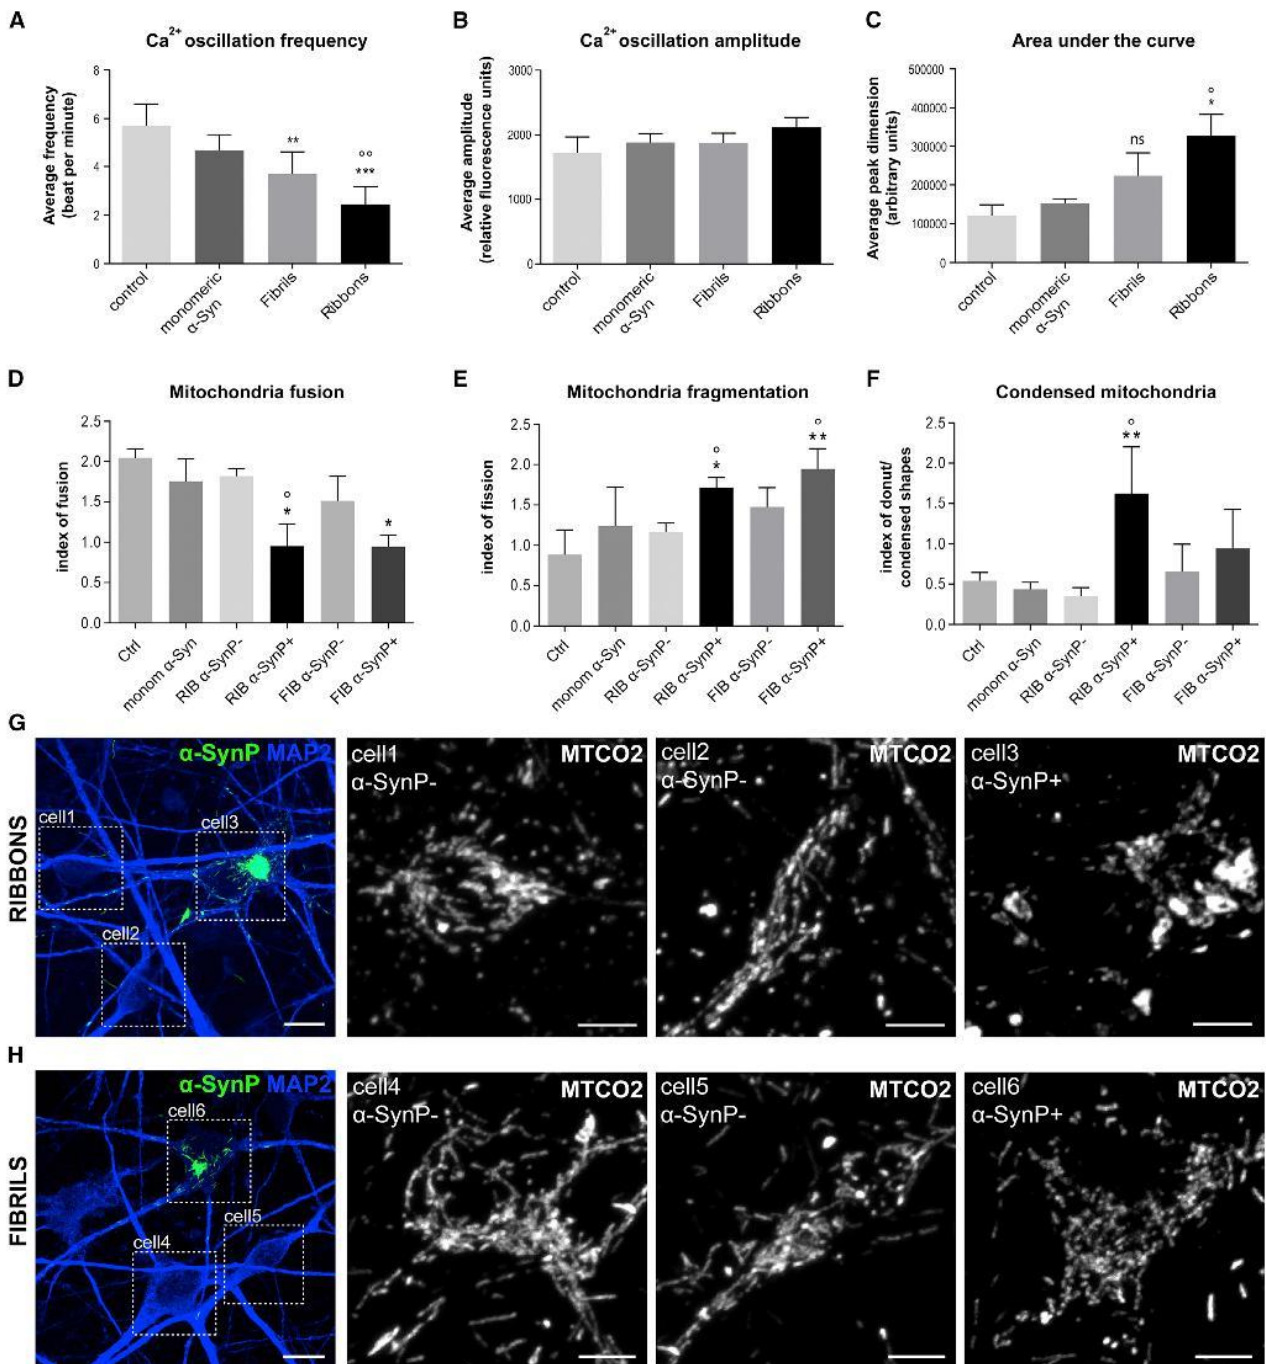 A
Ca2+ oscillation frequency
Average frequency
(beat per minute)
8
6
4
2
0
**
°°
***
control
monomeric
α-Syn
Fibrils
Ribbons
B
Ca2+ oscillation amplitude
Average amplitude
(relative fluorescence units)
3000
2000
1000
0
control
monomeric
α-Syn
Fibrils
Ribbons
C
Area under the curve
Average peak dimension
(arbitrary units)
500000
400000
300000
200000
100000
0
ns
°
*
control
monomeric
α-Syn
Fibrils
Ribbons
D
Mitochondria fusion
index of fusion
2.5
2.0
1.5
1.0
0.5
0.0
°
*
*
Ctrl
monom α-Syn
RIB α-SynP-
RIB α-SynP+
FIB α-SynP-
FIB α-SynP+
E
Mitochondria fragmentation
index of fission
2.5
2.0
1.5
1.0
0.5
0.0
°
*
°
**
Ctrl
monom α-Syn
RIB α-SynP-
RIB α-SynP+
FIB α-SynP-
FIB α-SynP+
F
Condensed mitochondria
index of donut/
condensed shapes
2.5
2.0
1.5
1.0
0.5
0.0
°
**
Ctrl
monom α-Syn
RIB α-SynP-
RIB α-SynP+
FIB α-SynP-
FIB α-SynP+
G
RIBBONS
α-SynP MAP2
cell1
cell3
cell2
cell1 MTCO2
α-SynP-
cell2 MTCO2
α-SynP-
cell3 MTCO2
α-SynP+
H
FIBRILS
α-SynP MAP2
cell6
cell5
cell4
cell4 MTCO2
α-SynP-
cell5 MTCO2
α-SynP-
cell6 MTCO2
α-SynP+